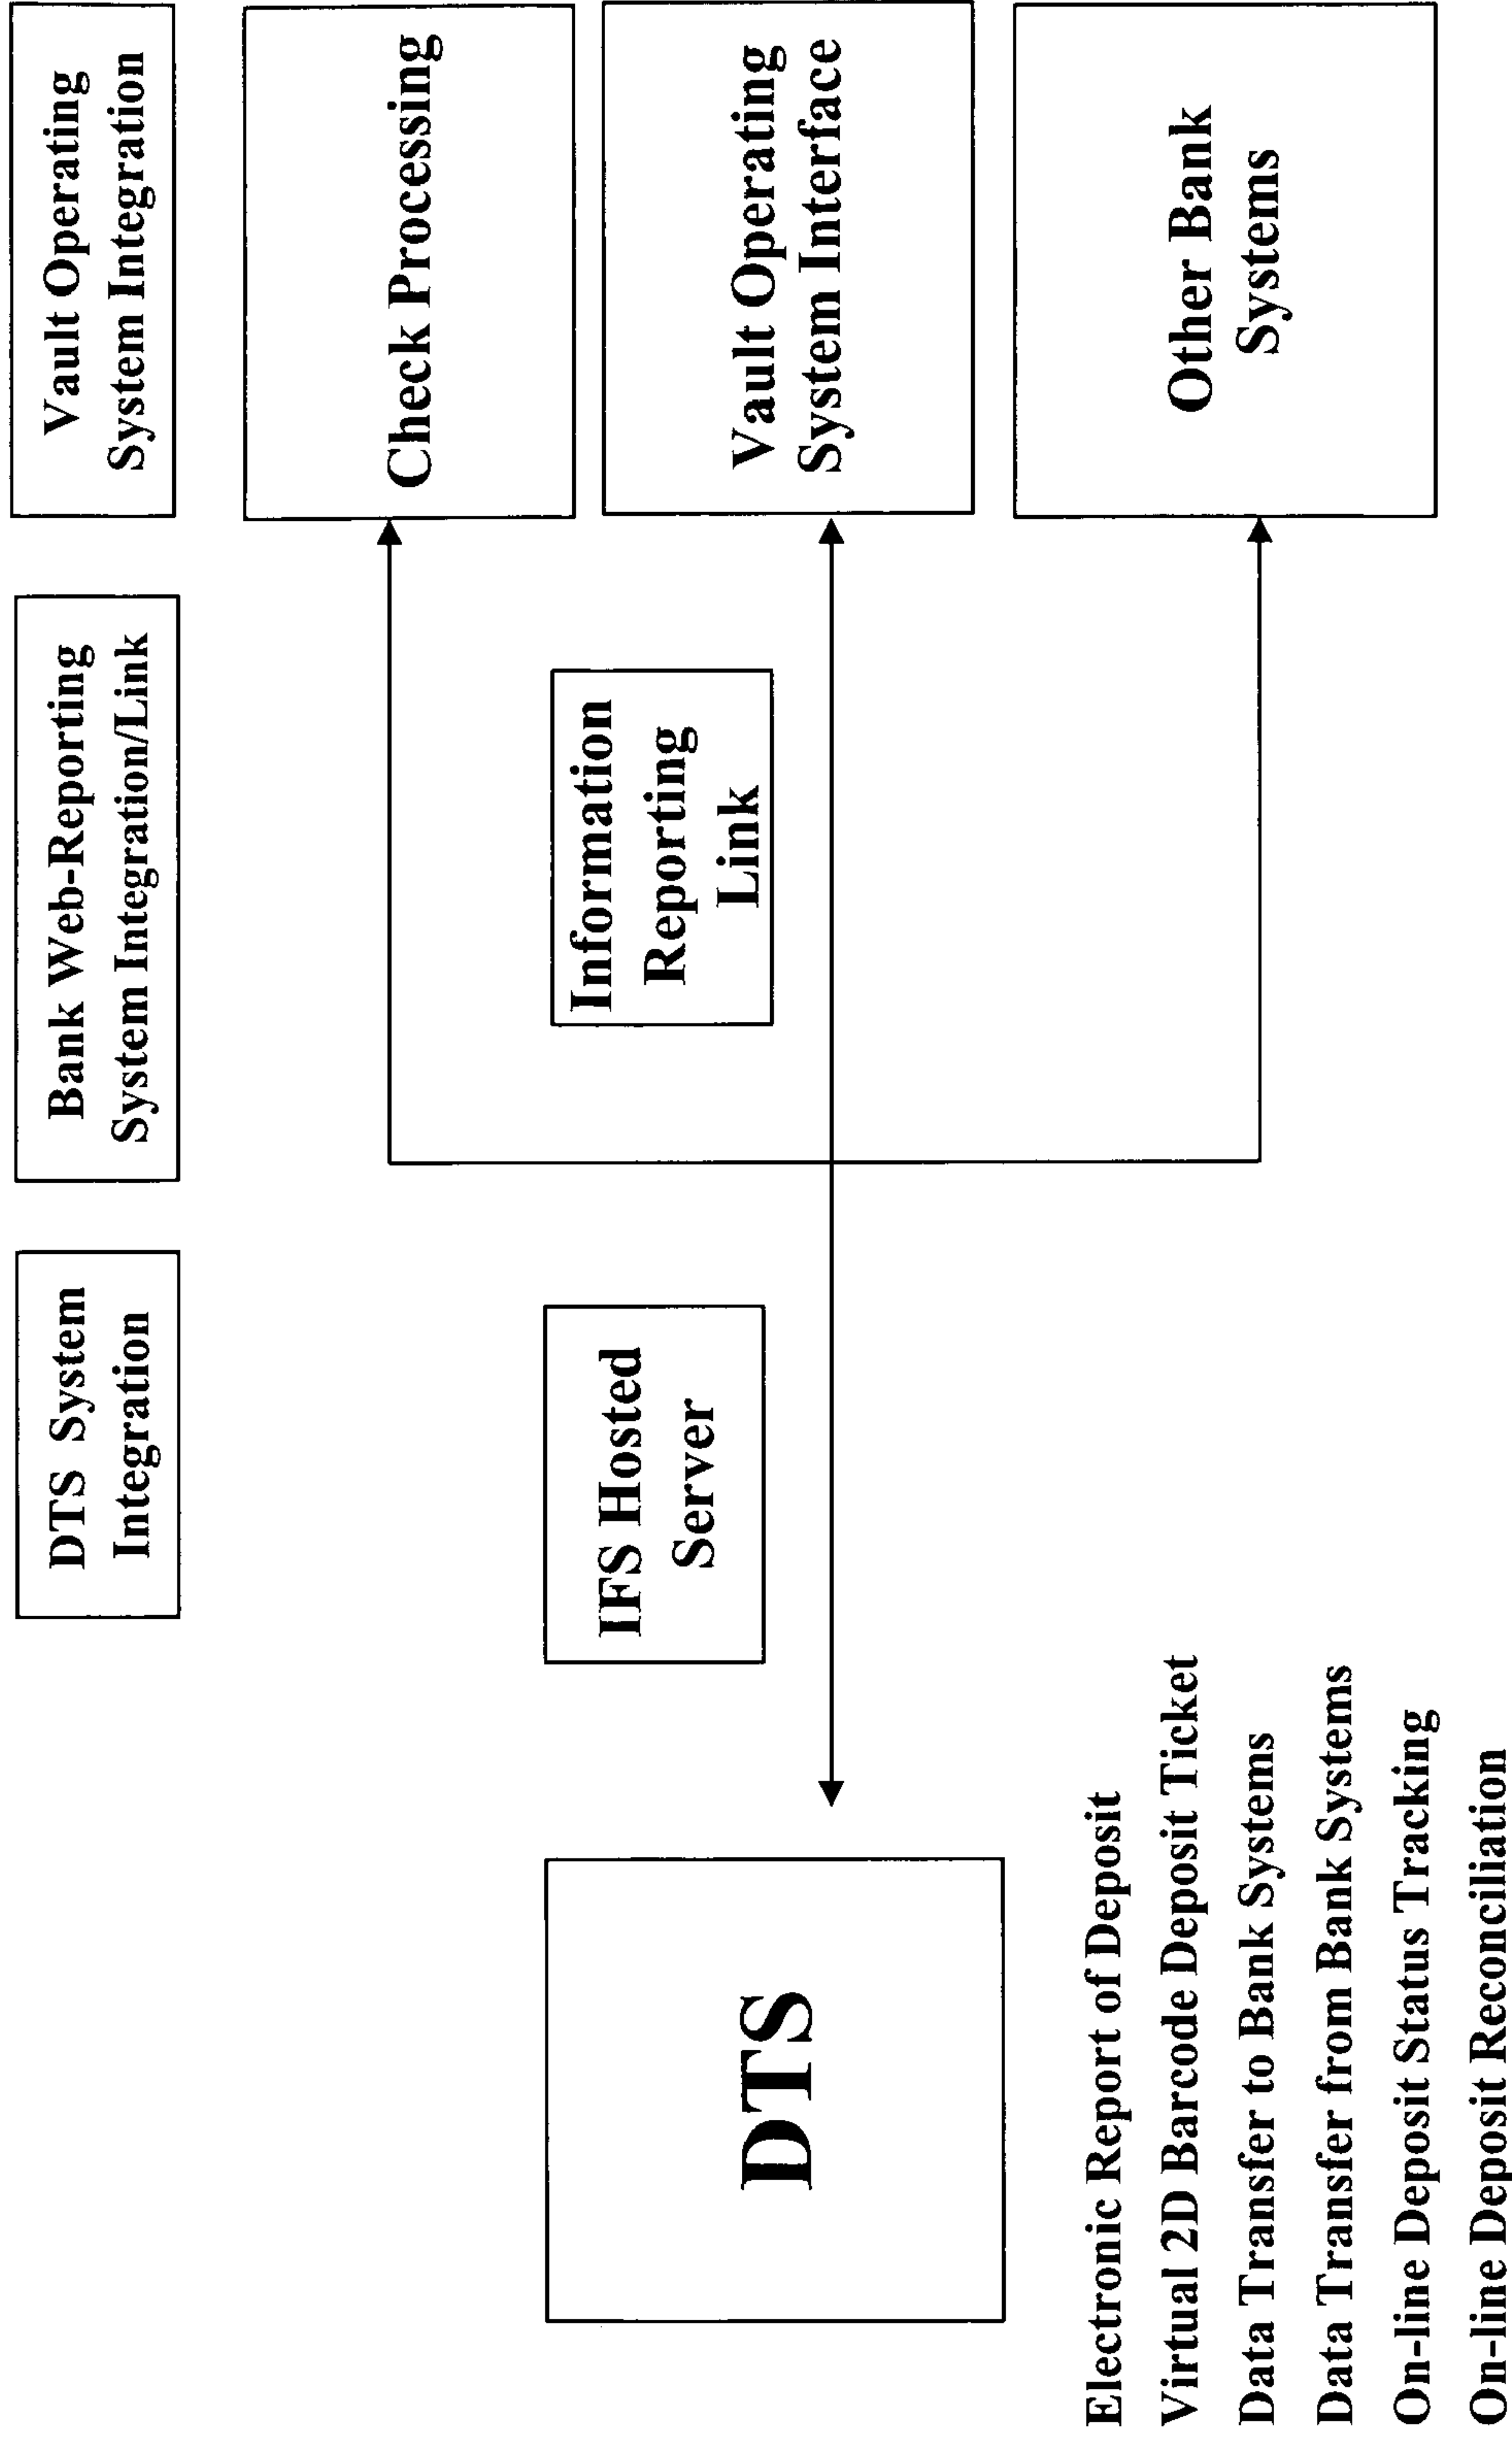 DTS System
Integration
Bank Web-Reporting
System Integration/Link
Vault Operating
System Integration
Check Processing
IFS Hosted
Server
Information
Reporting
Link
DTS
Vault Operating
System Interface
Other Bank
Systems
Electronic Report of Deposit
Virtual 2D Barcode Deposit Ticket
Data Transfer to Bank Systems
Data Transfer from Bank Systems
On-line Deposit Status Tracking
On-line Deposit Reconciliation